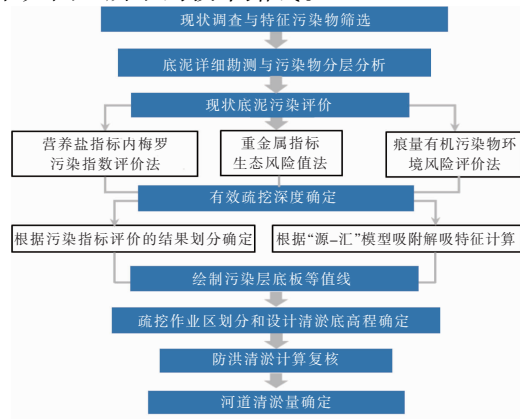 现状调查与特征污染物筛选
底泥详细勘测与污染物分层分析
现状底泥污染评价
营养盐指标内梅罗
污染指数评价法
重金属指标
生态风险值法
痕量有机污染物环
境风险评价法
有效疏挖深度确定
根据污染指标评价的结果划分确定
根据“源–汇”模型吸附解吸特征计算
绘制污染层底板等值线
疏挖作业区划分和设计清淤底高程确定
防洪清淤计算复核
河道清淤量确定